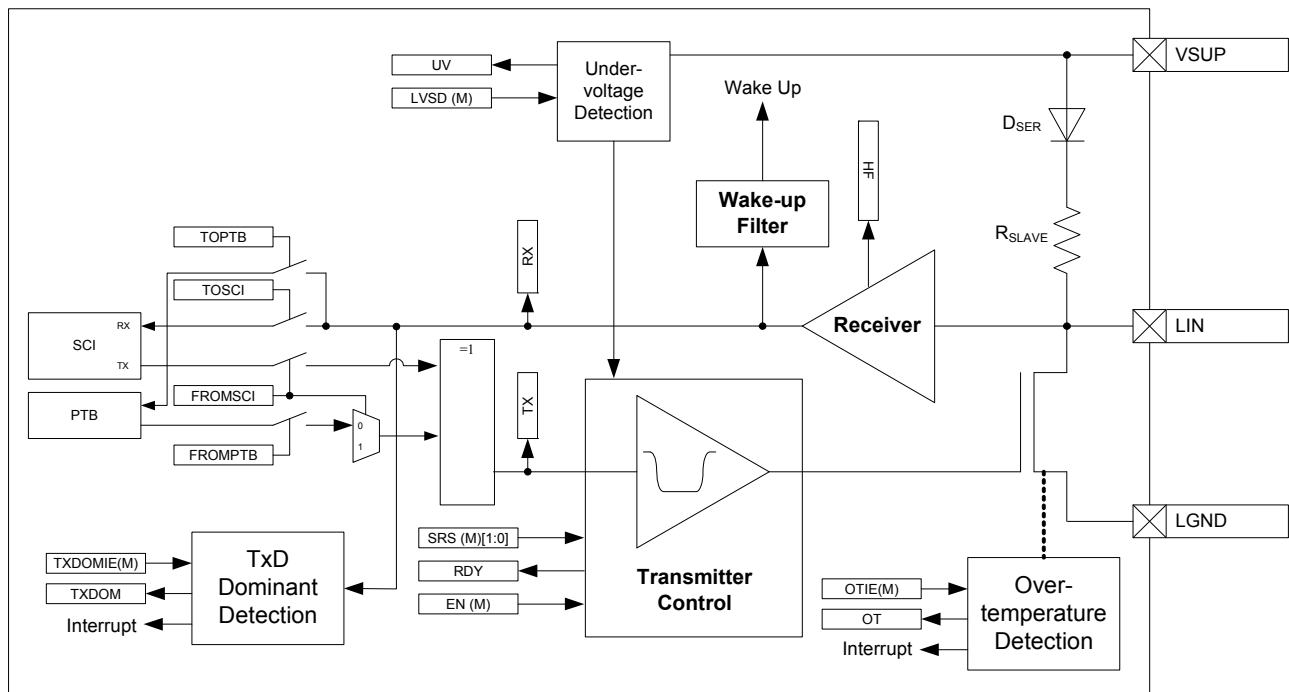 VSUP
Under-
voltage
Detection
UV
LVSD (M)
Wake Up
D_SER
HF
Wake-up
Filter
R_SLAVE
TOPTB
RX
TOSCI
Receiver
LIN
RX
SCI
TX
=1
FROMSCI
PTB
TX
0
1
FROMPTB
LGND
SRS (M)[1:0]
TxD
Dominant
Detection
TXDOMIE(M)
RDY
Transmitter
Control
TXDOM
EN (M)
Interrupt
OTIE(M)
Over-
temperature
Detection
OT
Interrupt